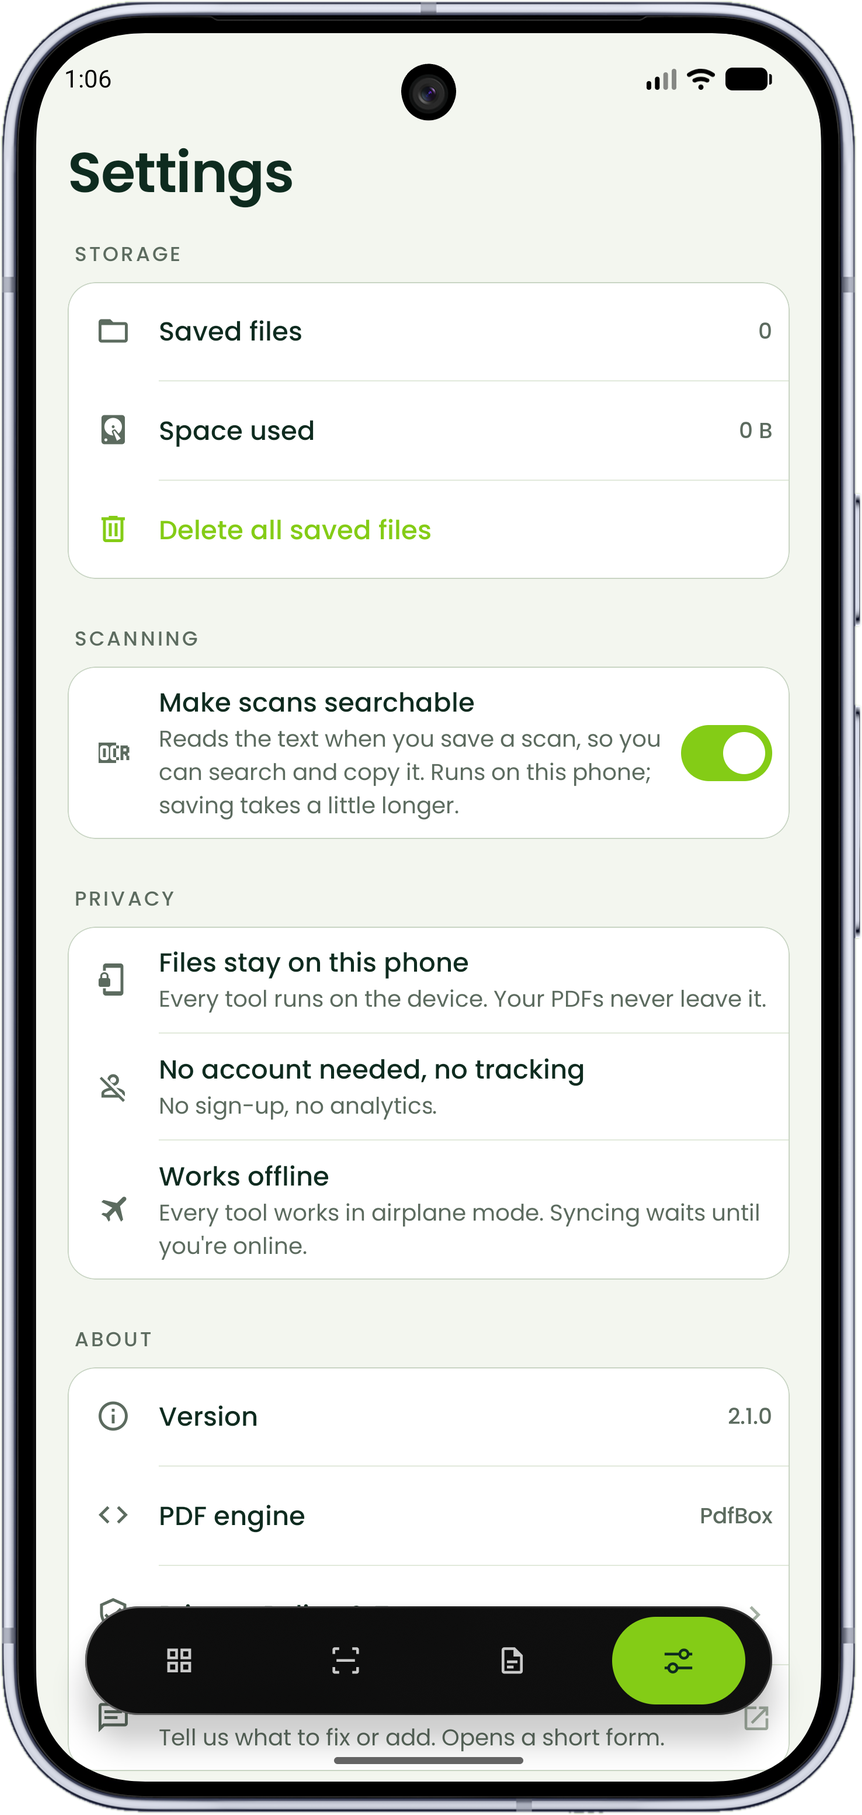 1:06
Settings
STORAGE
Saved files
0
Space used
0 B
Delete all saved files
SCANNING
Make scans searchable
Reads the text when you save a scan, so you
can search and copy it. Runs on this phone;
saving takes a little longer.
OCR
PRIVACY
Files stay on this phone
Every tool runs on the device. Your PDFs never leave it.
No account needed, no tracking
No sign-up, no analytics.
Works offline
Every tool works in airplane mode. Syncing waits until
you're online.
ABOUT
Version
2.1.0
PDF engine
PdfBox
Tell us what to fix or add. Opens a short form.